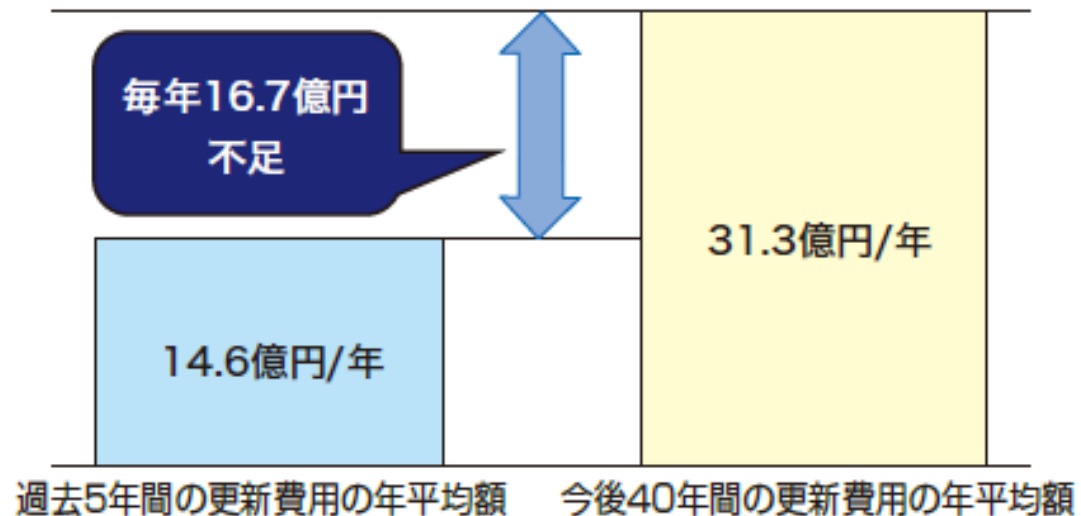 毎年16.7億円
不足
31.3億円/年
14.6億円/年
過去5年間の更新費用の年平均額
今後40年間の更新費用の年平均額